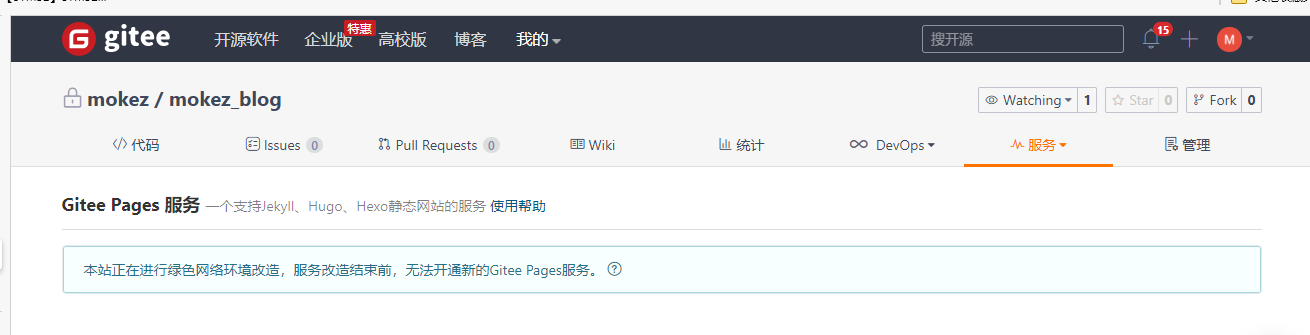 gitee 开源软件 企业版 特惠 高校版 博客 我的 搜开源 15 M
mokez / mokez_blog Watching 1 Star 0 Fork 0
代码 Issues 0 Pull Requests 0 Wiki 统计 DevOps 服务 管理
Gitee Pages 服务 —个支持Jekyll、Hugo、Hexo静态网站的服务 使用帮助
本站正在进行绿色网络环境改造，服务改造结束前，无法开通新的Gitee Pages服务。 ?